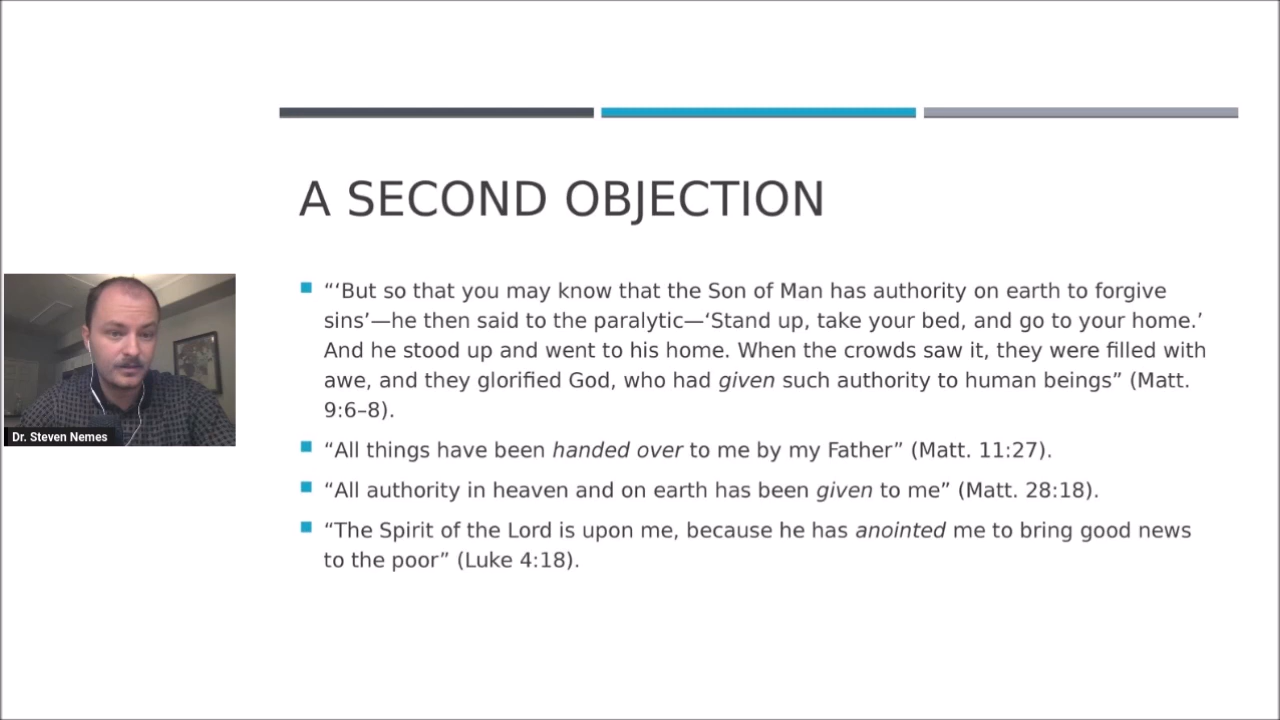 A SECOND OBJECTION
“‘But so that you may know that the Son of Man has authority on earth to forgive
sins’—he then said to the paralytic—‘Stand up, take your bed, and go to your home.’
And he stood up and went to his home. When the crowds saw it, they were filled with
awe, and they glorified God, who had given such authority to human beings” (Matt.
9:6–8).
“All things have been handed over to me by my Father” (Matt. 11:27).
“All authority in heaven and on earth has been given to me” (Matt. 28:18).
“The Spirit of the Lord is upon me, because he has anointed me to bring good news
to the poor” (Luke 4:18).
Dr. Steven Nemes